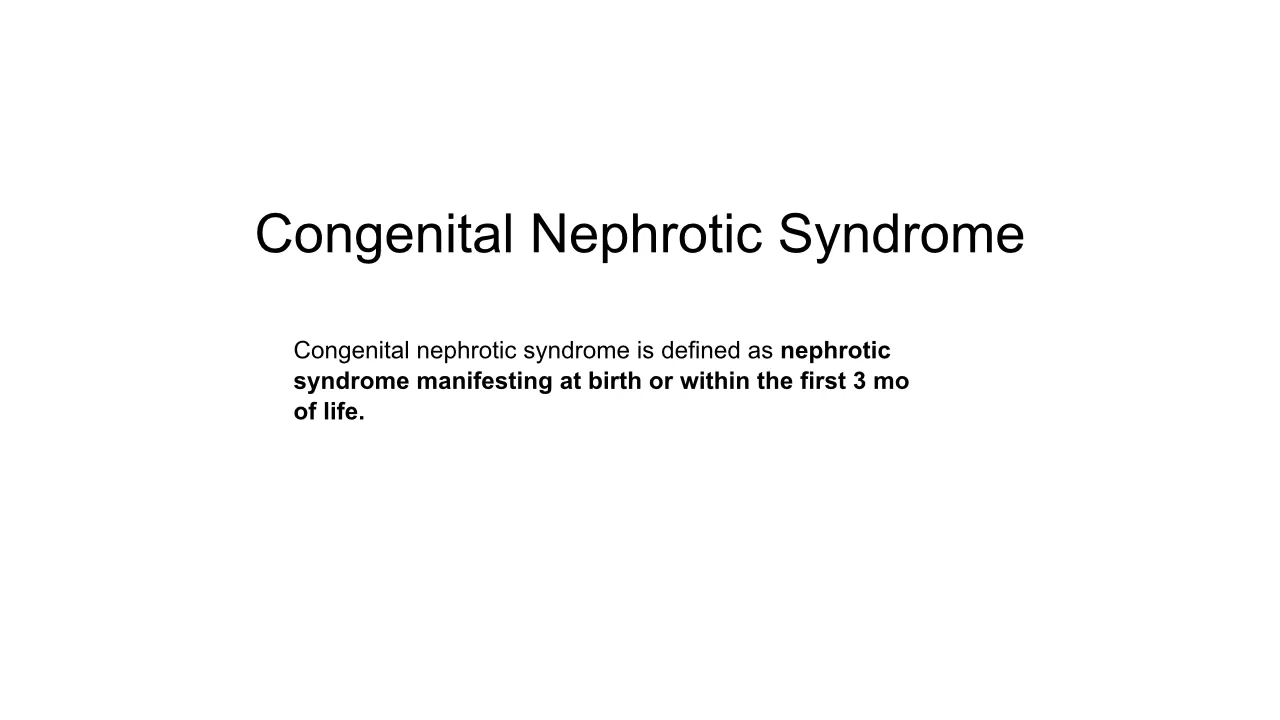 Congenital Nephrotic Syndrome
Congenital nephrotic syndrome is defined as nephrotic
syndrome manifesting at birth or within the first 3 mo
of life.